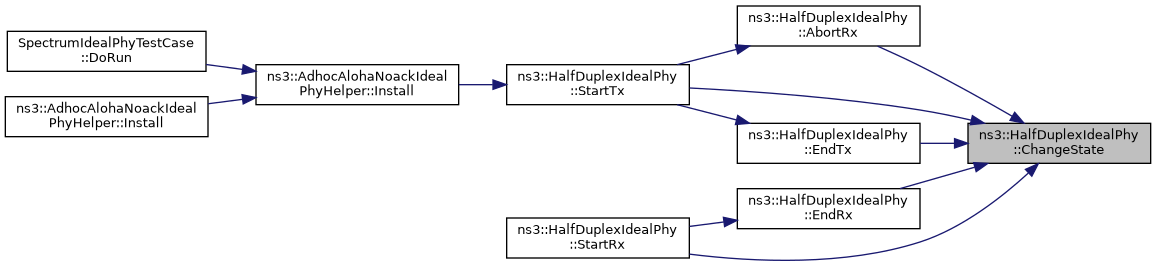 SpectrumIdealPhyTestCase
::DoRun
ns3::AdhocAlohaNoackIdeal
PhyHelper::Install
ns3::AdhocAlohaNoackIdeal
PhyHelper::Install
ns3::HalfDuplexIdealPhy
::StartTx
ns3::HalfDuplexIdealPhy
::StartRx
ns3::HalfDuplexIdealPhy
::AbortRx
ns3::HalfDuplexIdealPhy
::EndTx
ns3::HalfDuplexIdealPhy
::EndRx
ns3::HalfDuplexIdealPhy
::ChangeState